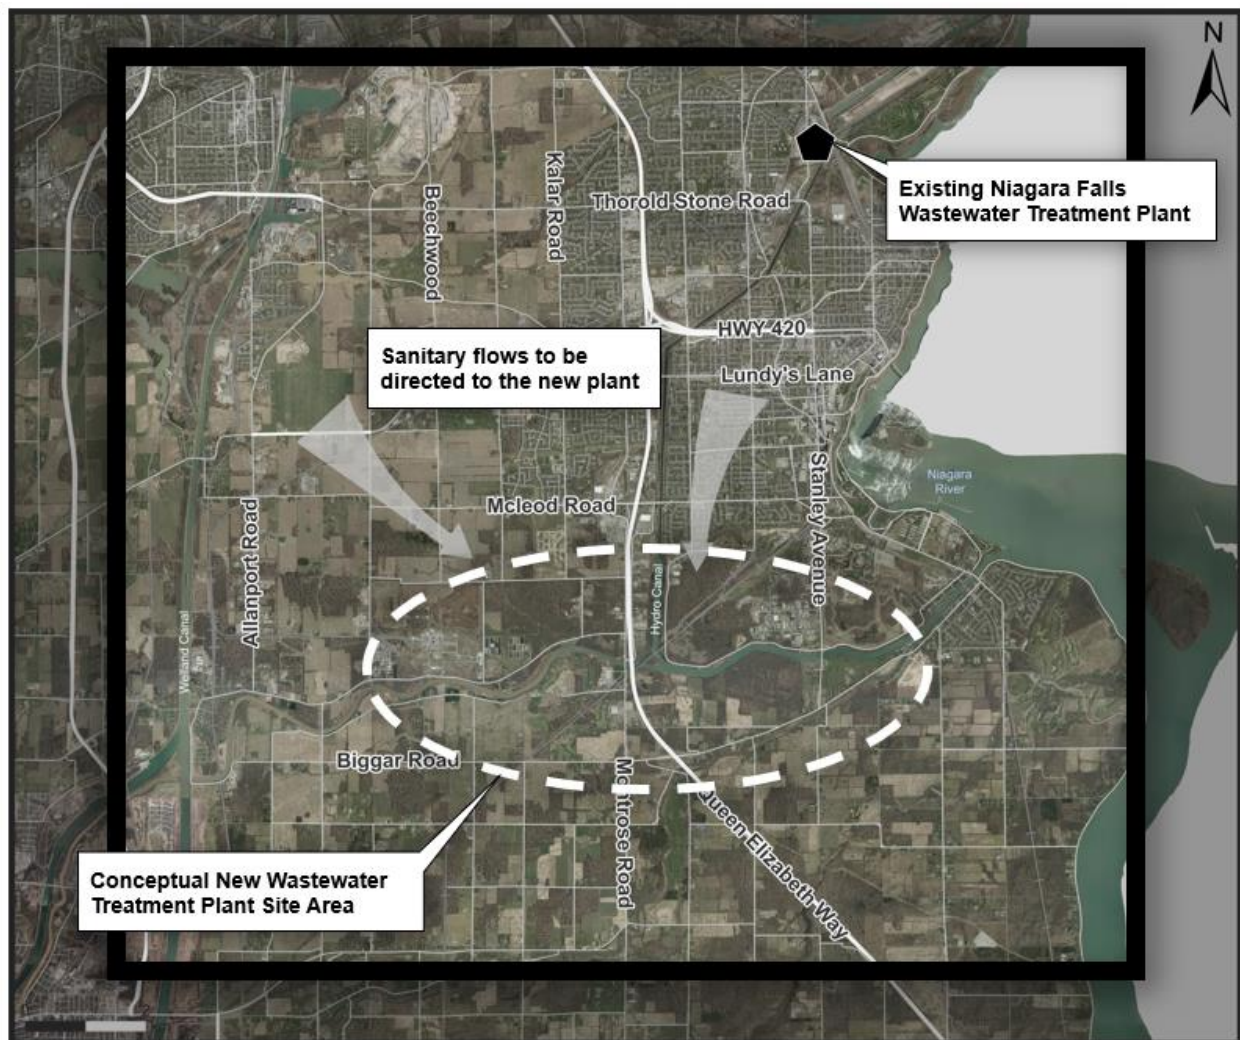 N
Existing Niagara Falls
Wastewater Treatment Plant
Kalar Road
Thorold Stone Road
Beechwood
HWY 420
Sanitary flows to be
directed to the new plant
Lundy's Lane
Stanley Avenue
Niagara
River
Mcleod Road
Allanport Road
Hydro Canal
Welland Canal
Biggar Road
Montrose Road
Queen Elizabeth Way
Conceptual New Wastewater
Treatment Plant Site Area